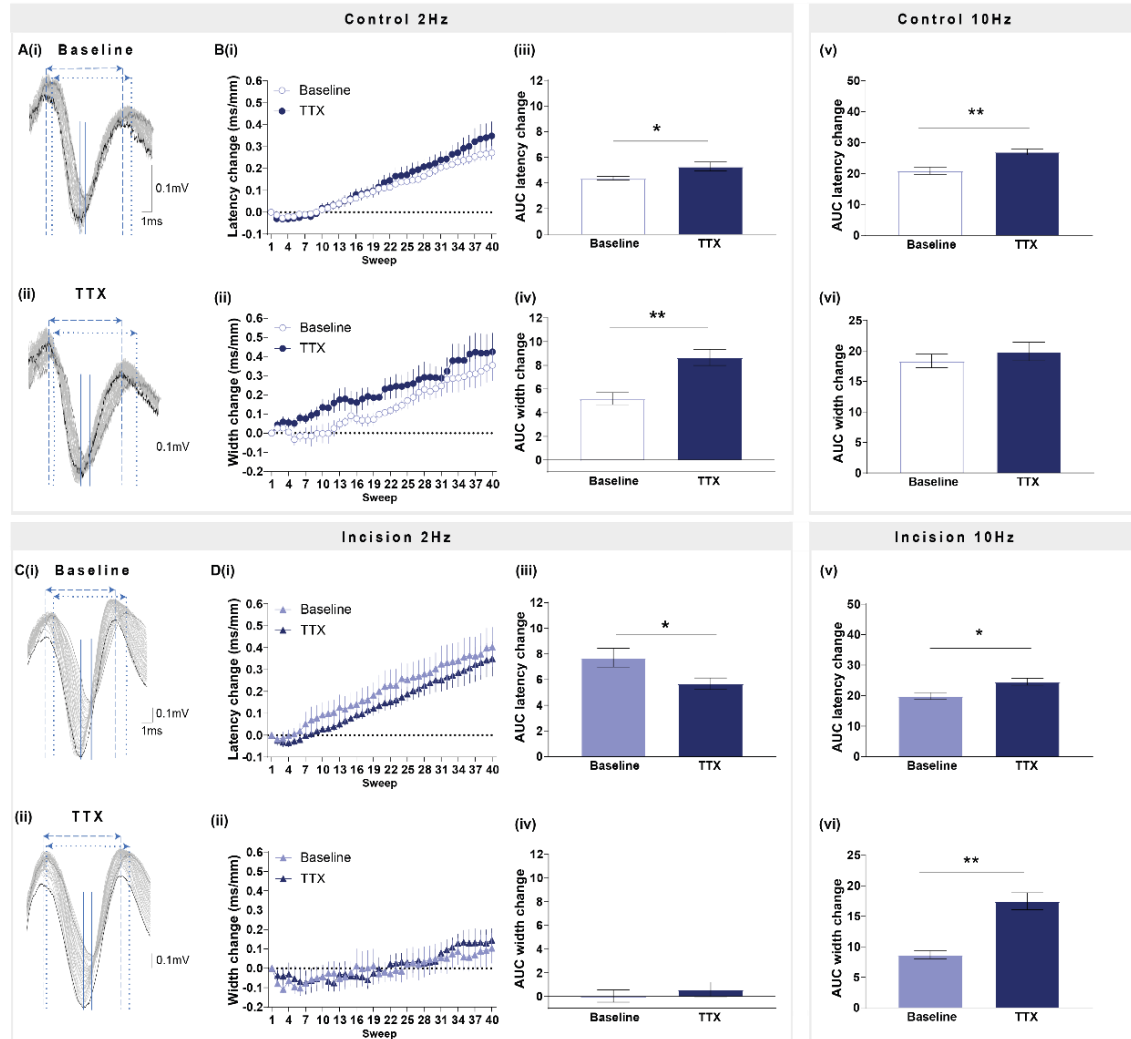 Control 2Hz
Control 10Hz
A(i) Baseline
0.1mV
1ms
B(i)
Latency change (ms/mm)
0.6
0.5
0.4
0.3
0.2
0.1
0.0
-0.1
Baseline
TTX
1 4 7 10 13 16 19 22 25 28 31 34 37 40
Sweep
(iii)
AUC latency change
12
10
8
6
4
2
0
*
Baseline TTX
(v)
AUC latency change
50
40
30
20
10
0
**
Baseline TTX
(ii) TTX
0.1mV
(ii)
Width change (ms/mm)
0.6
0.5
0.4
0.3
0.2
0.1
0.0
-0.1
-0.2
Baseline
TTX
1 4 7 10 13 16 19 22 25 28 31 34 37 40
Sweep
(iv)
AUC width change
12
10
8
6
4
2
0
**
Baseline TTX
(vi)
AUC width change
25
20
15
10
5
0
Baseline TTX
Incision 2Hz
Incision 10Hz
C(i) Baseline
0.1mV
1ms
D(i)
Latency change (ms/mm)
0.6
0.5
0.4
0.3
0.2
0.1
0.0
-0.1
Baseline
TTX
1 4 7 10 13 16 19 22 25 28 31 34 37 40
Sweep
(iii)
AUC latency change
12
10
8
6
4
2
0
*
Baseline TTX
(v)
AUC latency change
50
40
30
20
10
0
*
Baseline TTX
(ii) TTX
0.1mV
(ii)
Width change (ms/mm)
0.6
0.5
0.4
0.3
0.2
0.1
0.0
-0.1
-0.2
Baseline
TTX
1 4 7 10 13 16 19 22 25 28 31 34 37 40
Sweep
(iv)
AUC width change
12
10
8
6
4
2
0
Baseline TTX
(vi)
AUC width change
25
20
15
10
5
0
**
Baseline TTX